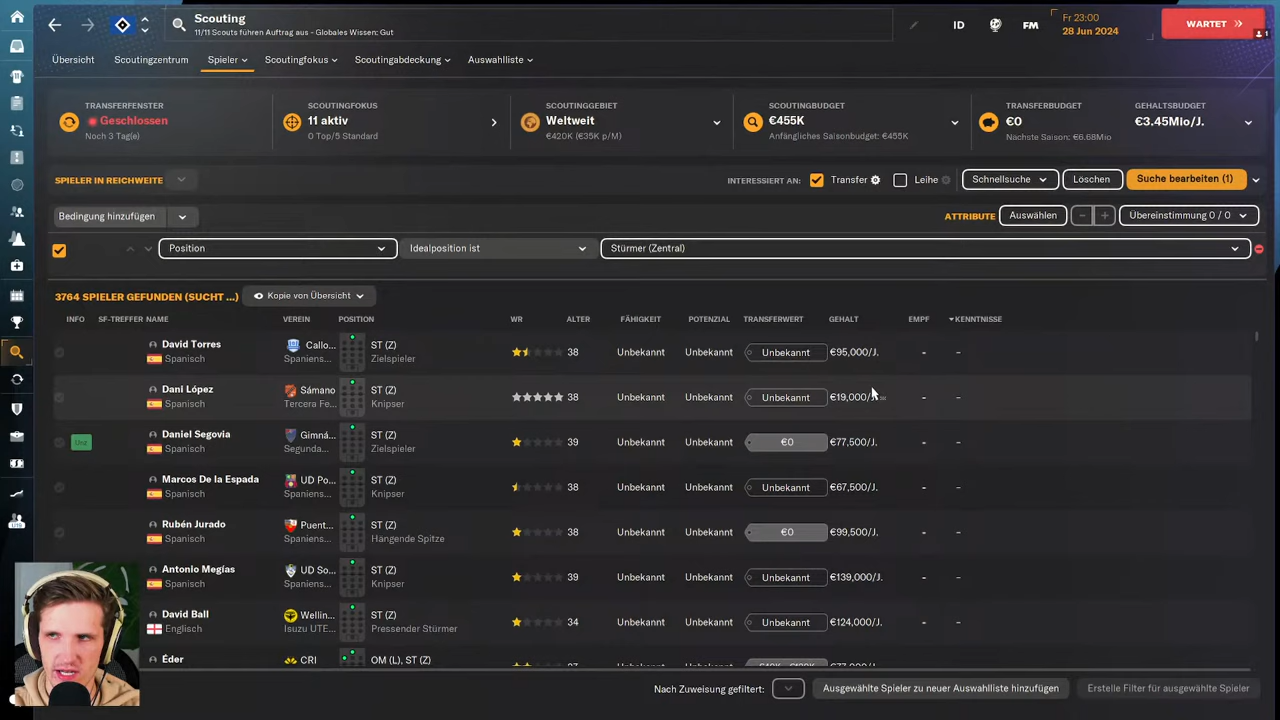 Scouting
11/11 Scouts führen Auftrag aus - Globales Wissen: Gut
ID
FM
Fr 23:00
28 Jun 2024
WARTET
1
Übersicht
Scoutingzentrum
Spieler
Scoutingfokus
Scoutingabdeckung
Auswahlliste
TRANSFERFENSTER
Geschlossen
Noch 3 Tag(e)
SCOUTINGFOKUS
11 aktiv
0 Top/5 Standard
SCOUTINGGEBIET
Weltweit
€420K (€35K p/M)
SCOUTINGBUDGET
€455K
Anfängliches Saisonbudget: €455K
TRANSFERBUDGET
€0
Nächste Saison: €6.68Mio
GEHALTSBUDGET
€3.45Mio/J.
SPIELER IN REICHWEITE
INTERESSIERT AN:
Transfer
Leihe
Schnellsuche
Löschen
Suche bearbeiten (1)
Bedingung hinzufügen
ATTRIBUTE
Auswählen
Übereinstimmung 0 / 0
Position
Idealposition ist
Stürmer (Zentral)
3764 SPIELER GEFUNDEN (SUCHT ...)
Kopie von Übersicht
INFO SF-TREFFER NAME VEREIN POSITION WR ALTER FÄHIGKEIT POTENZIAL TRANSFERWERT GEHALT EMPF KENNTNISSE
David Torres Callo... ST (Z) 38 Unbekannt Unbekannt Unbekannt €95,000/J. - -
Spanisch Spaniens... Zielspieler
Dani López Sámano ST (Z) 38 Unbekannt Unbekannt Unbekannt €19,000/J. - -
Spanisch Tercera Fe... Knipser
Unz Daniel Segovia Gimná... ST (Z) 39 Unbekannt Unbekannt €0 €77,500/J. - -
Spanisch Segunda... Zielspieler
Marcos De la Espada UD Po... ST (Z) 38 Unbekannt Unbekannt Unbekannt €67,500/J. - -
Spanisch Spaniens... Knipser
Rubén Jurado Puent... ST (Z) 38 Unbekannt Unbekannt €0 €99,500/J. - -
Spanisch Spaniens... Hängende Spitze
Antonio Megías UD So... ST (Z) 39 Unbekannt Unbekannt Unbekannt €139,000/J. - -
Spanisch Spaniens... Knipser
David Ball Wellin... ST (Z) 34 Unbekannt Unbekannt Unbekannt €124,000/J. - -
Englisch Isuzu UTE... Pressender Stürmer
Éder CRI OM (L), ST (Z)
Nach Zuweisung gefiltert:
Ausgewählte Spieler zu neuer Auswahlliste hinzufügen
Erstelle Filter für ausgewählte Spieler